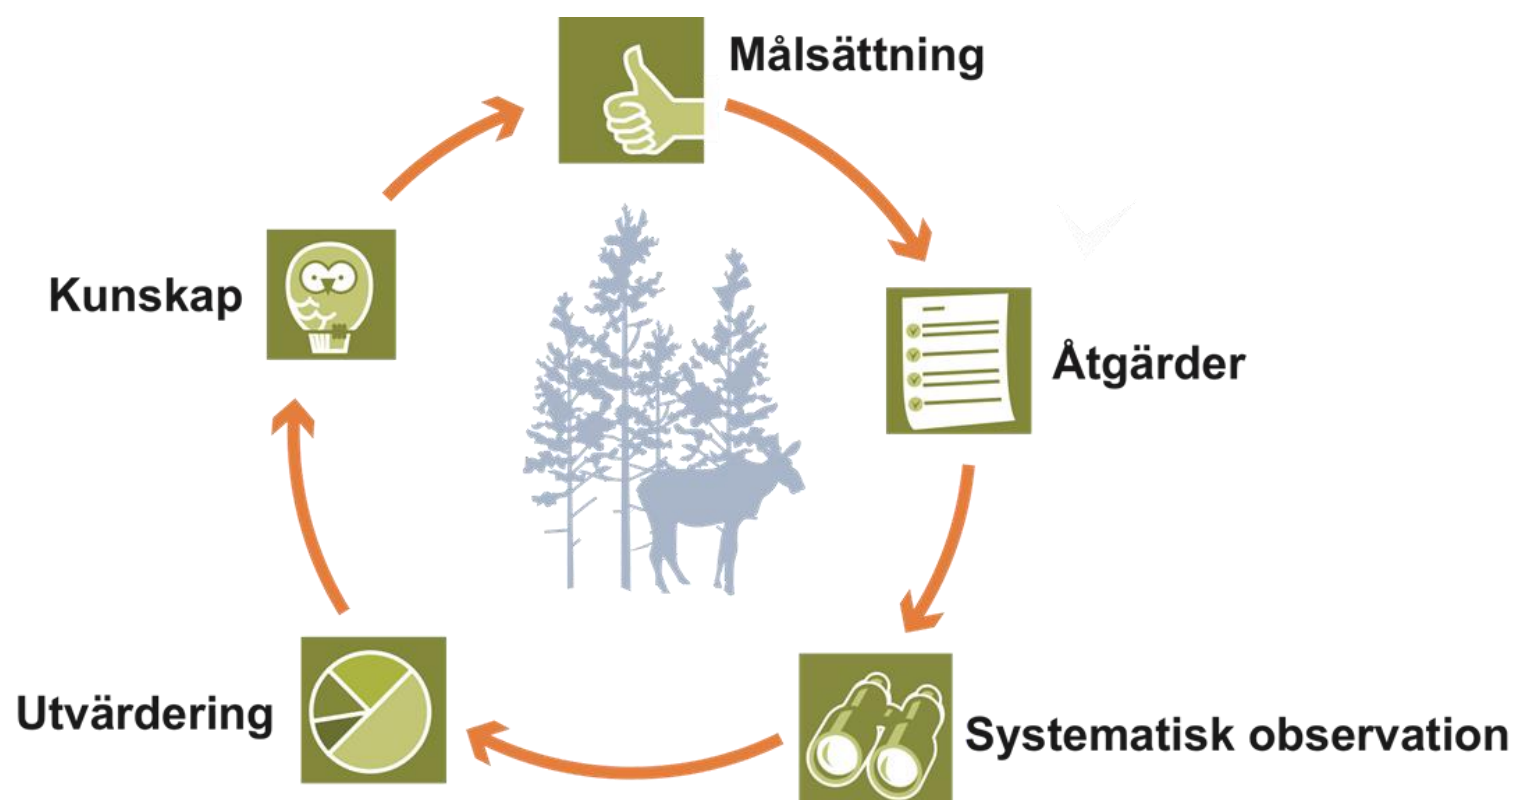 Målsättning
Åtgärder
Systematisk observation
Utvärdering
Kunskap